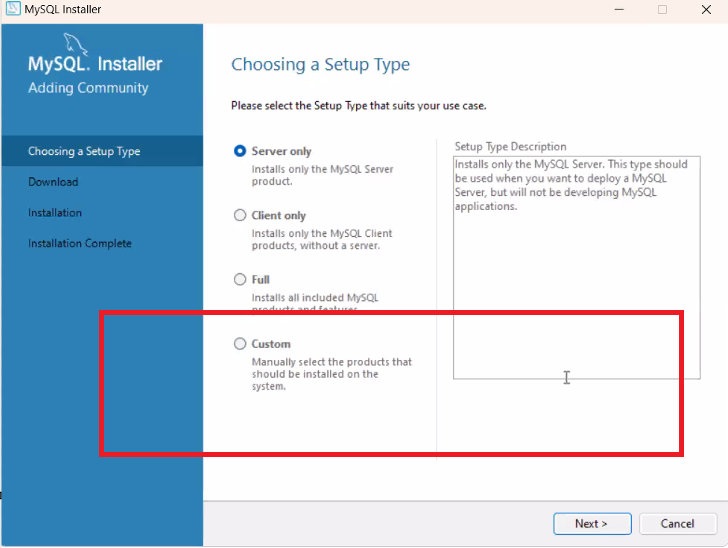 MySQL Installer
MySQL. Installer
Adding Community
Choosing a Setup Type
Download
Installation
Installation Complete
Choosing a Setup Type
Please select the Setup Type that suits your use case.
Server only
Installs only the MySQL Server
product.
Client only
Installs only the MySQL Client
products, without a server.
Full
Installs all included MySQL
products and features.
Custom
Manually select the products that
should be installed on the
system.
Setup Type Description
Installs only the MySQL Server. This type should
be used when you want to deploy a MySQL
Server, but will not be developing MySQL
applications.
Next >
Cancel